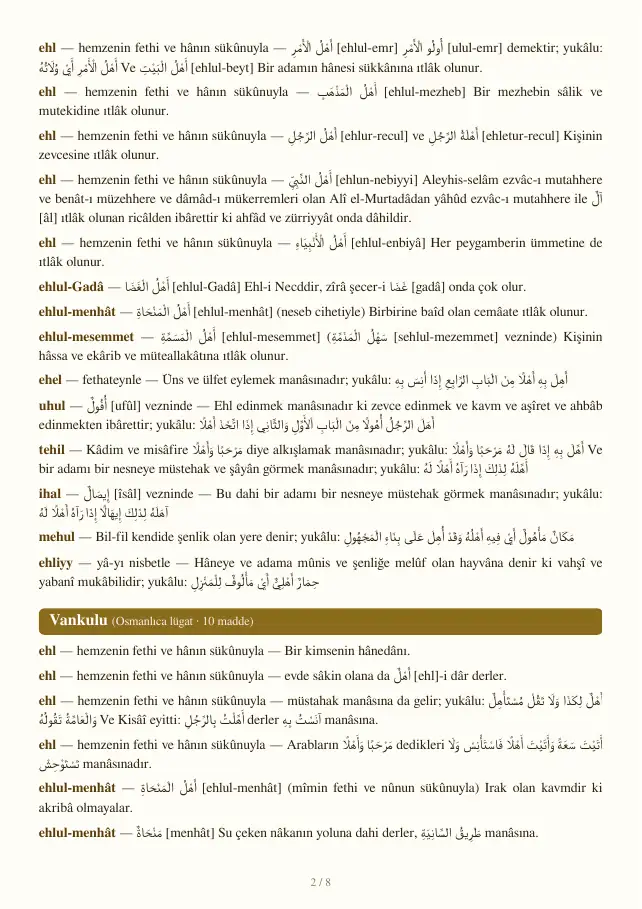 ehl — hemzenin fethi ve hânın sükûnuyla — أَهْلُ الْأَمْرِ [ehlul-emr] أُولُو الْأَمْرِ [ulul-emr] demektir; yukâlu:
أَهْلُ الْأَمْرِ أَيْ وُلَاتُهُ Ve أَهْلُ الْبَيْتِ [ehlul-beyt] Bir adamın hânesi sükkânına ıtlâk olunur.
ehl — hemzenin fethi ve hânın sükûnuyla — أَهْلُ الْمَذْهَبِ [ehlul-mezheb] Bir mezhebin sâlik ve
mutekidine ıtlâk olunur.
ehl — hemzenin fethi ve hânın sükûnuyla — أَهْلُ الرَّجُلِ [ehlur-recul] ve أَهْلَةُ الرَّجُلِ [ehletur-recul] Kişinin
zevcesine ıtlâk olunur.
ehl — hemzenin fethi ve hânın sükûnuyla — أَهْلُ النَّبِيِّ [ehlun-nebiyyi] Aleyhis-selâm ezvâc-ı mutahhere
ve benât-ı müzehhere ve dâmâd-ı mükerremleri olan Alî el-Murtadâdan yâhûd ezvâc-ı mutahhere ile آلٌ
[âl] ıtlâk olunan ricâlden ibârettir ki ahfâd ve zürriyyât onda dâhildir.
ehl — hemzenin fethi ve hânın sükûnuyla — أَهْلُ الْأَنْبِيَاءِ [ehlul-enbiyâ] Her peygamberin ümmetine de
ıtlâk olunur.
ehlul-Gadâ — أَهْلُ الْغَضَا [ehlul-Gadâ] Ehl-i Necddir, zîrâ şecer-i غَضَا [gadâ] onda çok olur.
ehlul-menhât — أَهْلُ الْمَنْحَاةِ [ehlul-menhât] (neseb cihetiyle) Birbirine baîd olan cemâate ıtlâk olunur.
ehlul-mesemmet — أَهْلُ الْمَسَمَّةِ [ehlul-mesemmet] (سَهْلُ الْمَذَمَّةِ [sehlul-mezemmet] vezninde) Kişinin
hâssa ve ekârib ve müteallakâtına ıtlâk olunur.
ehel — fethateynle — Üns ve ülfet eylemek manâsınadır; yukâlu: أَهِلَ بِهِ أَهْلًا مِنَ الْبَابِ الرَّابِعِ إِذَا أَنِسَ بِهِ
uhul — أُفُولٌ [ufûl] vezninde — Ehl edinmek manâsınadır ki zevce edinmek ve kavm ve aşîret ve ahbâb
edinmekten ibârettir; yukâlu: أَهَلَ الرَّجُلُ أُهُولًا مِنَ الْبَابِ الْأَوَّلِ وَالثَّانِي إِذَا اتَّخَذَ أَهْلًا
tehil — Kâdim ve misâfire مَرْحَبًا وَأَهْلًا diye alkışlamak manâsınadır; yukâlu: أَهَّلَ بِهِ إِذَا قَالَ لَهُ مَرْحَبًا وَأَهْلًا Ve
bir adamı bir nesneye müstehak ve şâyân görmek manâsınadır; yukâlu: أَهَّلَهُ لِذٰلِكَ إِذَا رَآهُ أَهْلًا لَهُ
ihal — إِيصَالٌ [îsâl] vezninde — Bu dahi bir adamı bir nesneye müstehak görmek manâsınadır; yukâlu:
آهَلَهُ لِذٰلِكَ إِيهَالًا إِذَا رَآهُ أَهْلًا لَهُ
mehul — Bil-fil kendide şenlik olan yere denir; yukâlu: مَكَانٌ مَأْهُولٌ أَيْ فِيهِ أَهْلُهُ وَقَدْ أُهِلَ عَلَى بِنَاءِ الْمَجْهُولِ
ehliyy — yâ-yı nisbetle — Hâneye ve adama mûnis ve şenliğe melûf olan hayvâna denir ki vahşî ve
yabanî mukâbilidir; yukâlu: حِمَارٌ أَهْلِيٌّ أَيْ مَأْلُوفٌ لِلْمَنْزِلِ
Vankulu (Osmanlıca lügat · 10 madde)
ehl — hemzenin fethi ve hânın sükûnuyla — Bir kimsenin hânedânı.
ehl — hemzenin fethi ve hânın sükûnuyla — evde sâkin olana da أَهْلٌ [ehl]-i dâr derler.
ehl — hemzenin fethi ve hânın sükûnuyla — müstahak manâsına da gelir; yukâlu: أَهْلٌ لِكَذَا وَلَا تَقُلْ مُسْتَأْهِلٌ
وَالْعَامَّةُ تَقُولُهُ Ve Kisâî eyitti: أَهِلْتُ بِالرَّجُلِ derler آنَسْتُ بِهِ manâsına.
ehl — hemzenin fethi ve hânın sükûnuyla — Arabların مَرْحَبًا وَأَهْلًا dedikleri أَتَيْتَ سَعَةً وَأَتَيْتَ أَهْلًا فَاسْتَأْنِسْ وَلَا
تَسْتَوْحِشْ manâsınadır.
ehlul-menhât — أَهْلُ الْمَنْحَاةِ [ehlul-menhât] (mîmin fethi ve nûnun sükûnuyla) Irak olan kavmdir ki
akribâ olmayalar.
ehlul-menhât — مَنْحَاةٌ [menhât] Su çeken nâkanın yoluna dahi derler, طَرِيقُ السَّانِيَةِ manâsına.
2 / 8